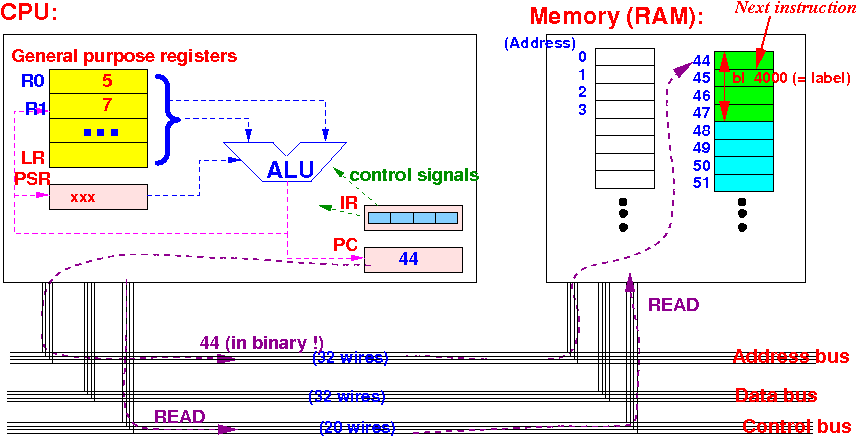 CPU:
Memory (RAM):
Next instruction
(Address)
General purpose registers
R0
5
R1
7
LR
PSR
xxx
ALU
control signals
IR
PC
44
0
1
2
3
44
45
46
47
48
49
50
51
bl 4000 (= label)
READ
44 (in binary !)
(32 wires)
Address bus
(32 wires)
Data bus
READ
(20 wires)
Control bus